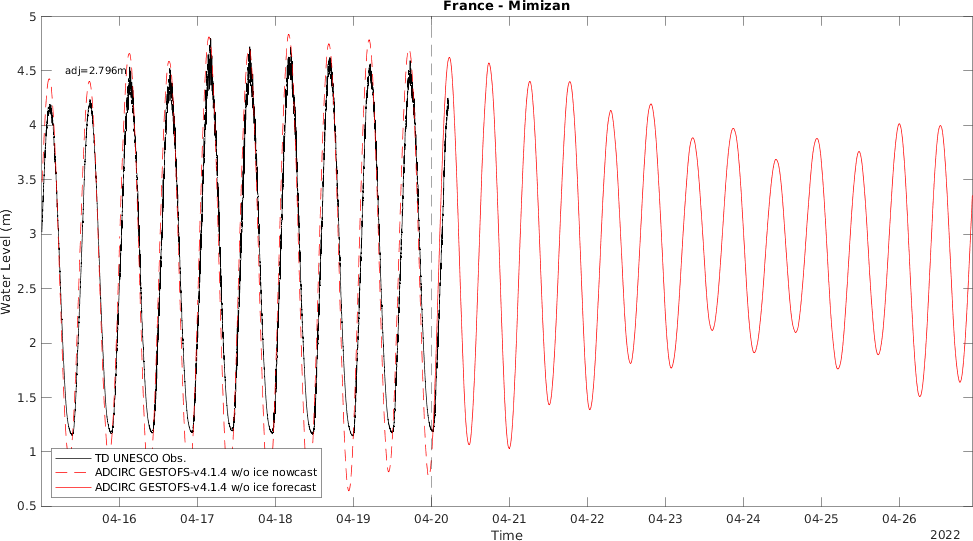 France - Mimizan
adj=2.796m
Water Level (m)
5
4.5
4
3.5
3
2.5
2
1.5
1
0.5
TD UNESCO Obs.
ADCIRC GESTOFS-v4.1.4 w/o ice nowcast
ADCIRC GESTOFS-v4.1.4 w/o ice forecast
04-16 04-17 04-18 04-19 04-20 04-21 04-22 04-23 04-24 04-25 04-26
Time
2022